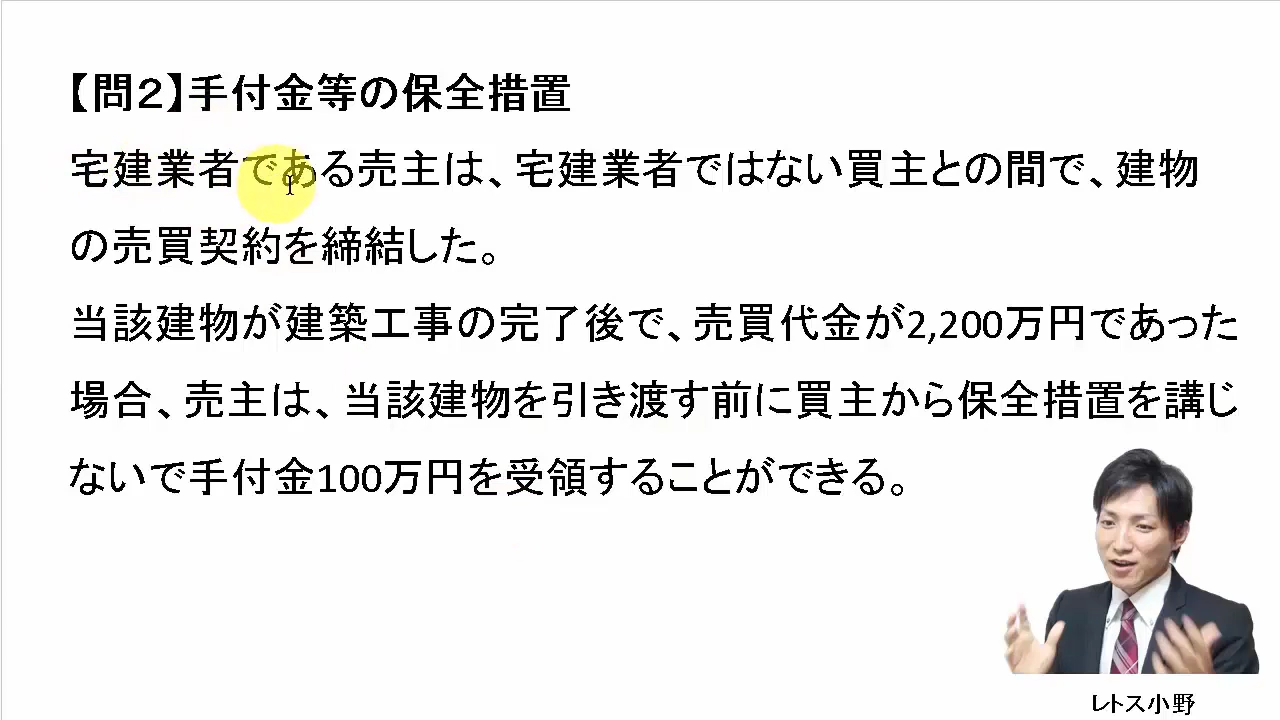 【問２】手付金等の保全措置
宅建業者である売主は、宅建業者ではない買主との間で、建物
の売買契約を締結した。
当該建物が建築工事の完了後で、売買代金が2,200万円であった
場合、売主は、当該建物を引き渡す前に買主から保全措置を講じ
ないで手付金100万円を受領することができる。
レトス小野